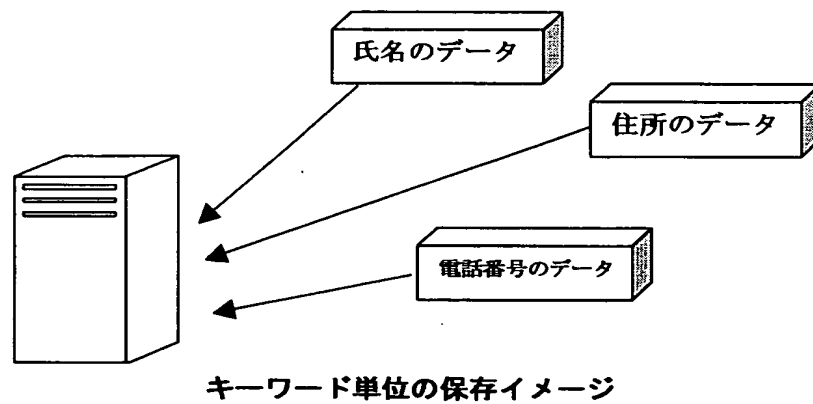 氏名のデータ
住所のデータ
電話番号のデータ
キーワード単位の保存イメージ